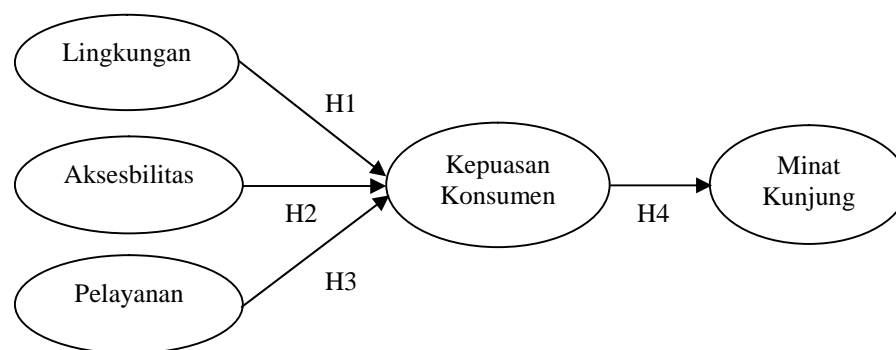 Lingkungan
H1
Aksesbilitas
H2
Pelayanan
H3
Kepuasan
Konsumen
H4
Minat
Kunjung